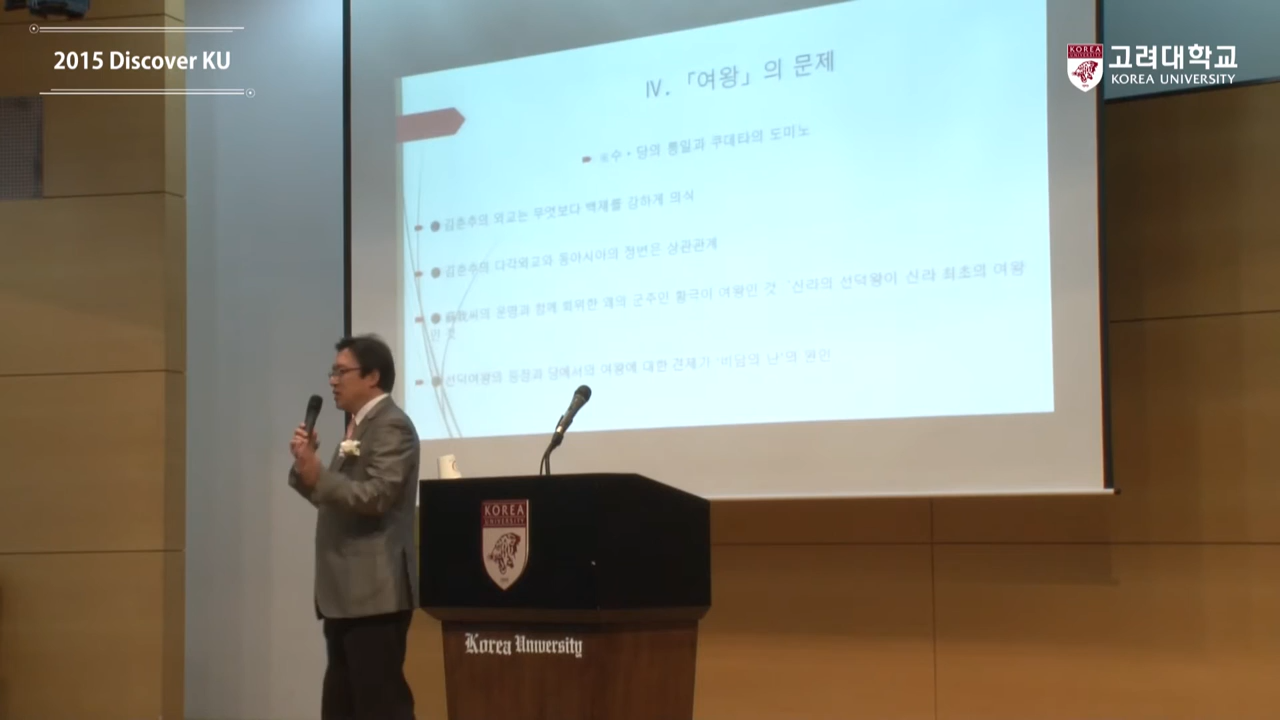 2015 Discover KU
KOREA
UNIVERSITY
고려대학교
KOREA UNIVERSITY
Ⅳ. 「여왕」의 문제
※수・당의 통일과 쿠데타의 도미노
● 김춘추의 외교는 무엇보다 백제를 강하게 의식
● 김춘추의 다각외교와 동아시아의 정변은 상관관계
● 의 운명과 함께 퇴위한 왜의 군주인 황극이 여왕인 것 신라의 선덕왕이 신라 최초의 여왕
인 것
● 선덕여왕의 등장과 당에서의 여왕에 대한 견제가 '비담의 난'의 원인
KOREA
UNIVERSITY
Korea University